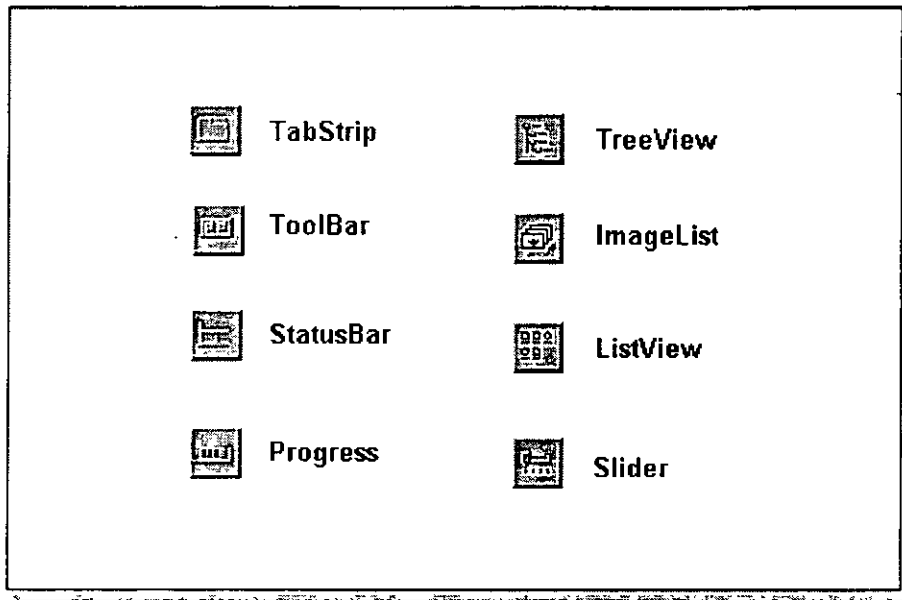 TabStrip
ToolBar
StatusBar
Progress
TreeView
ImageList
ListView
Slider